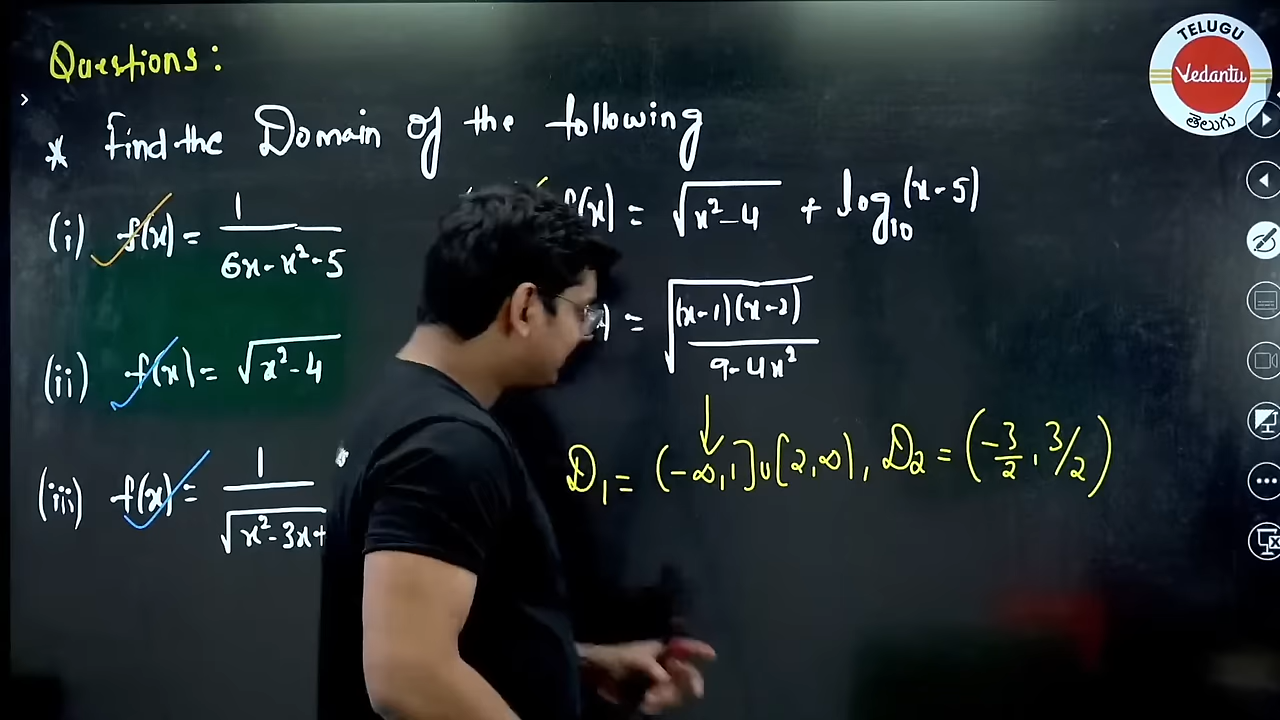 Questions:
* Find the Domain of the following
(i) f(x) = 1/(6x-x²-5)
(ii) f(x) = √(x²-4)
(iii) f(x) = 1/√(x²-3x+
f(x) = √(x²-4) + log₁₀(x-5)
) = √((x-1)(x-2)/(9-4x²))
D₁ = (-∞,1]∪[2,∞), D₂ = (-3/2, 3/2)
TELUGU
Vedantu
తెలుగు